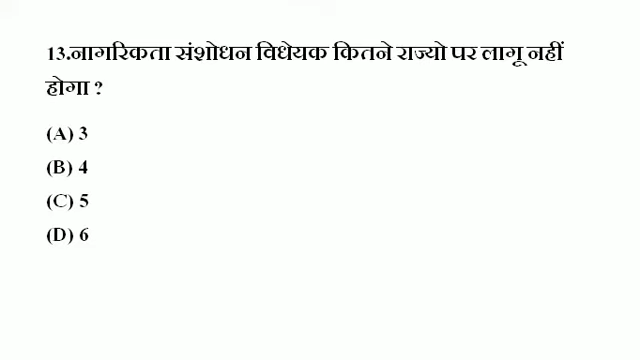 13.नागरिकता संशोधन विधेयक कितने राज्यो पर लागू नहीं
होगा ?
(A) 3
(B) 4
(C) 5
(D) 6